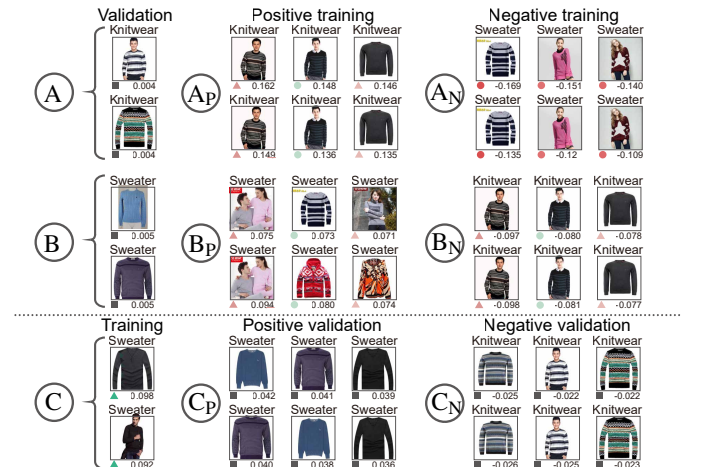 Validation Positive training Negative training
Knitwear Knitwear Knitwear Knitwear Sweater Sweater Sweater
A AP AN
0.004 0.162 0.148 0.146 -0.169 -0.151 -0.140
Knitwear Knitwear Knitwear Knitwear Sweater Sweater Sweater
0.004 0.149 0.136 0.135 -0.135 -0.12 -0.109
Sweater Sweater Sweater Sweater Knitwear Knitwear Knitwear
B BP BN
0.005 0.075 0.073 0.071 -0.097 -0.080 -0.078
Sweater Sweater Sweater Sweater Knitwear Knitwear Knitwear
0.005 0.094 0.080 0.074 -0.098 -0.081 -0.077
Training Positive validation Negative validation
Sweater Sweater Sweater Sweater Knitwear Knitwear Knitwear
C CP CN
0.098 0.042 0.041 0.039 -0.025 -0.022 -0.022
Sweater Sweater Sweater Sweater Knitwear Knitwear Knitwear
0.092 0.040 0.038 0.036 -0.026 -0.025 -0.023